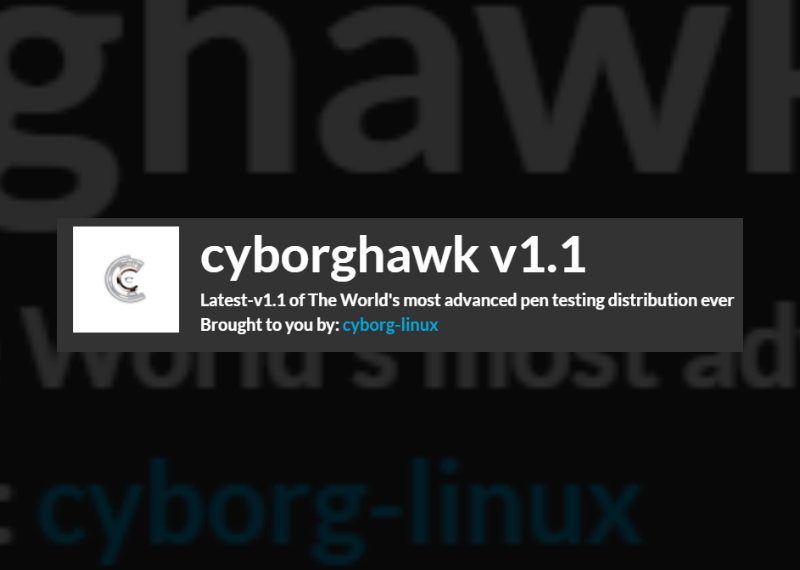 ghawk
cyborghawk v1.1
Latest-v1.1 of The World's most advanced pen testing distribution ever
Brought to you by: cyborg-linux
World's most ad
: cyborg-linux